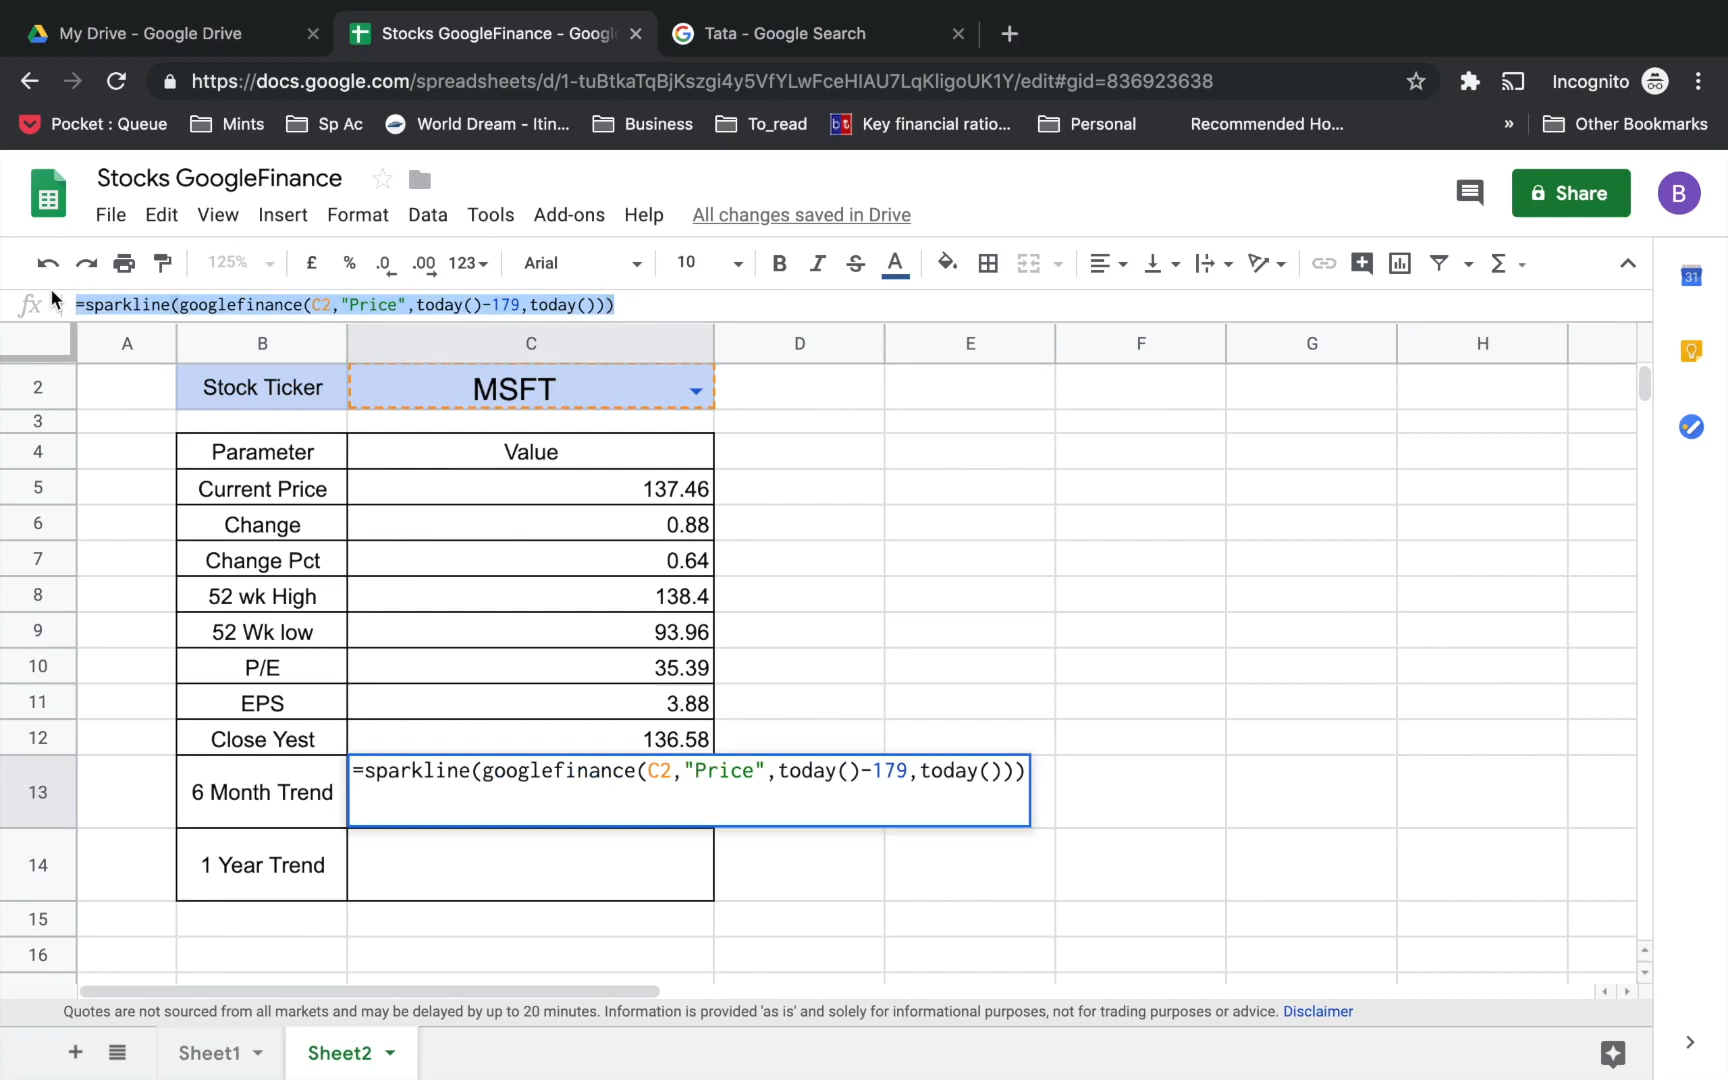 My Drive - Google Drive
Stocks GoogleFinance - Googl
Tata - Google Search
https://docs.google.com/spreadsheets/d/1-tuBtkaTqBjKszgi4y5VfYLwFceHIAU7LqKligoUK1Y/edit#gid=836923638
Incognito
Pocket : Queue
Mints
Sp Ac
World Dream - Itin...
Business
To_read
Key financial ratio...
Personal
Recommended Ho...
»
Other Bookmarks
Stocks GoogleFinance
Share
B
File Edit View Insert Format Data Tools Add-ons Help All changes saved in Drive
125% £ % .0 .00 123 Arial 10 B I S A Σ
31
fx =sparkline(googlefinance(C2,"Price",today()-179,today()))
A B C D E F G H
2 Stock Ticker MSFT
3
4 Parameter Value
5 Current Price 137.46
6 Change 0.88
7 Change Pct 0.64
8 52 wk High 138.4
9 52 Wk low 93.96
10 P/E 35.39
11 EPS 3.88
12 Close Yest 136.58
13 6 Month Trend =sparkline(googlefinance(C2,"Price",today()-179,today()))
14 1 Year Trend
15
16
Quotes are not sourced from all markets and may be delayed by up to 20 minutes. Information is provided 'as is' and solely for informational purposes, not for trading purposes or advice. Disclaimer
Sheet1 Sheet2